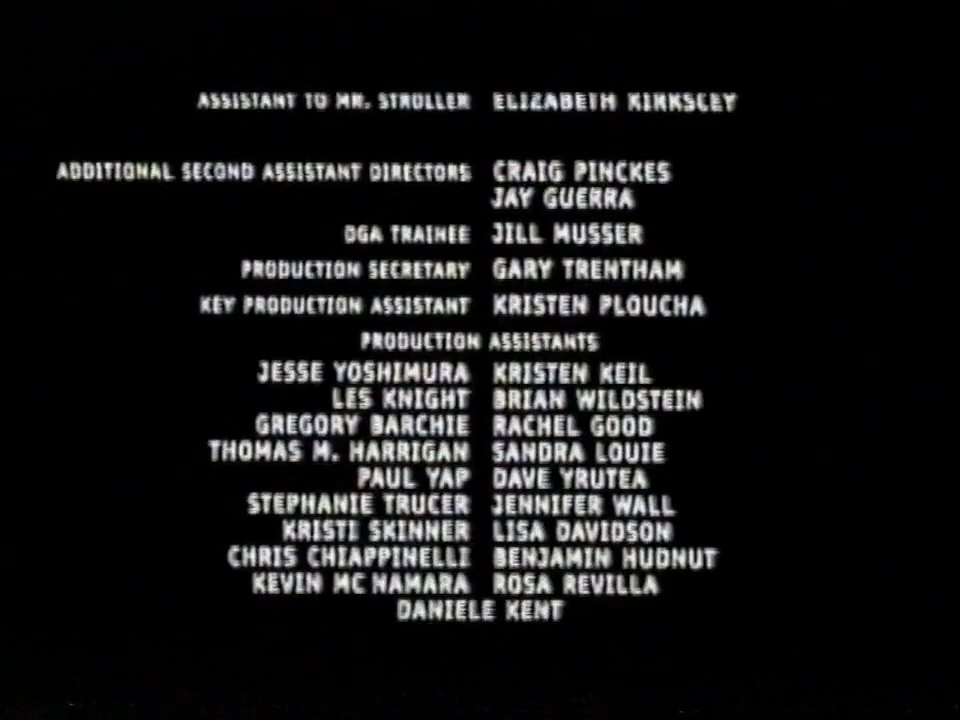 ASSISTANT TO MR. STROLLER ELIZABETH KIRKSCEY
ADDITIONAL SECOND ASSISTANT DIRECTORS CRAIG PINCKES
JAY GUERRA
DGA TRAINEE JILL MUSSER
PRODUCTION SECRETARY GARY TRENTHAM
KEY PRODUCTION ASSISTANT KRISTEN PLOUCHA
PRODUCTION ASSISTANTS
JESSE YOSHIMURA KRISTEN KEIL
LES KNIGHT BRIAN WILDSTEIN
GREGORY BARCHIE RACHEL GOOD
THOMAS M. HARRIGAN SANDRA LOUIE
PAUL YAP DAVE YRUTEA
STEPHANIE TRUCER JENNIFER WALL
KRISTI SKINNER LISA DAVIDSON
CHRIS CHIAPPINELLI BENJAMIN HUDNUT
KEVIN MC NAMARA ROSA REVILLA
DANIELE KENT